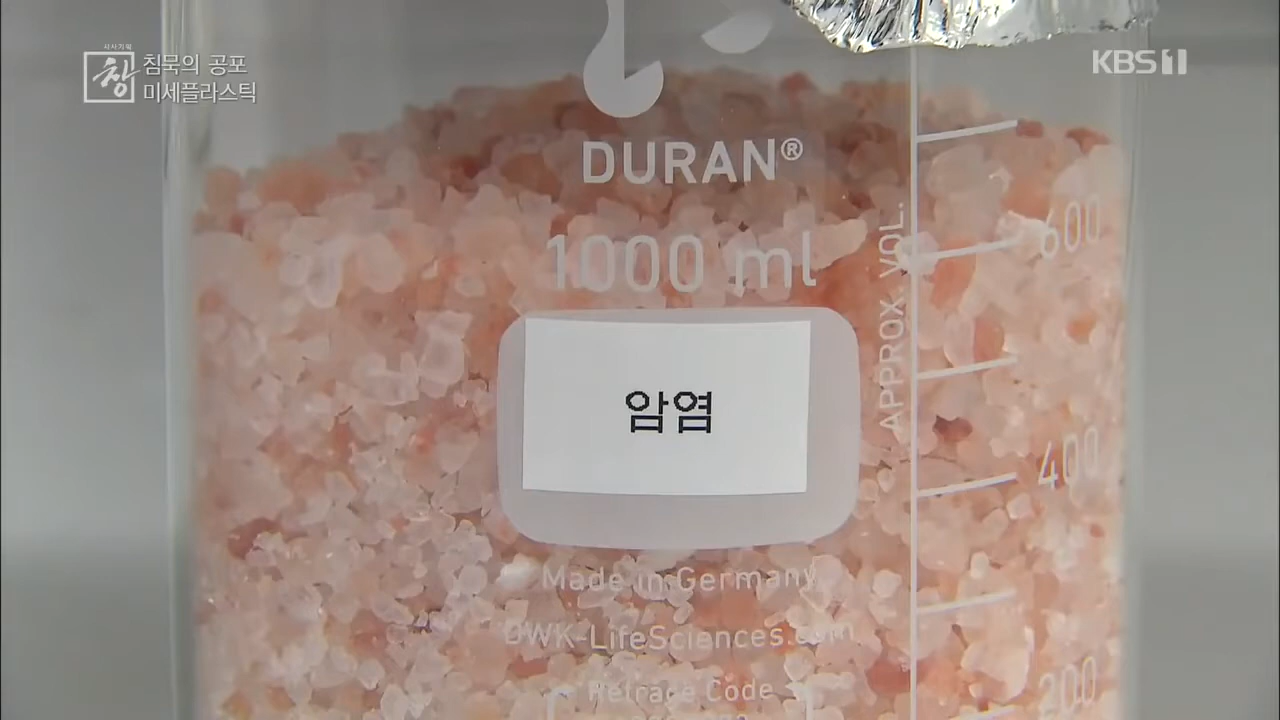 시사기획
창
침묵의 공포
미세플라스틱
KBS1
DURAN®
1000 ml
APPROX. VOL.
600
400
200
암염
Made in Germany
DWK-LifeSciences.com
Retrace Code